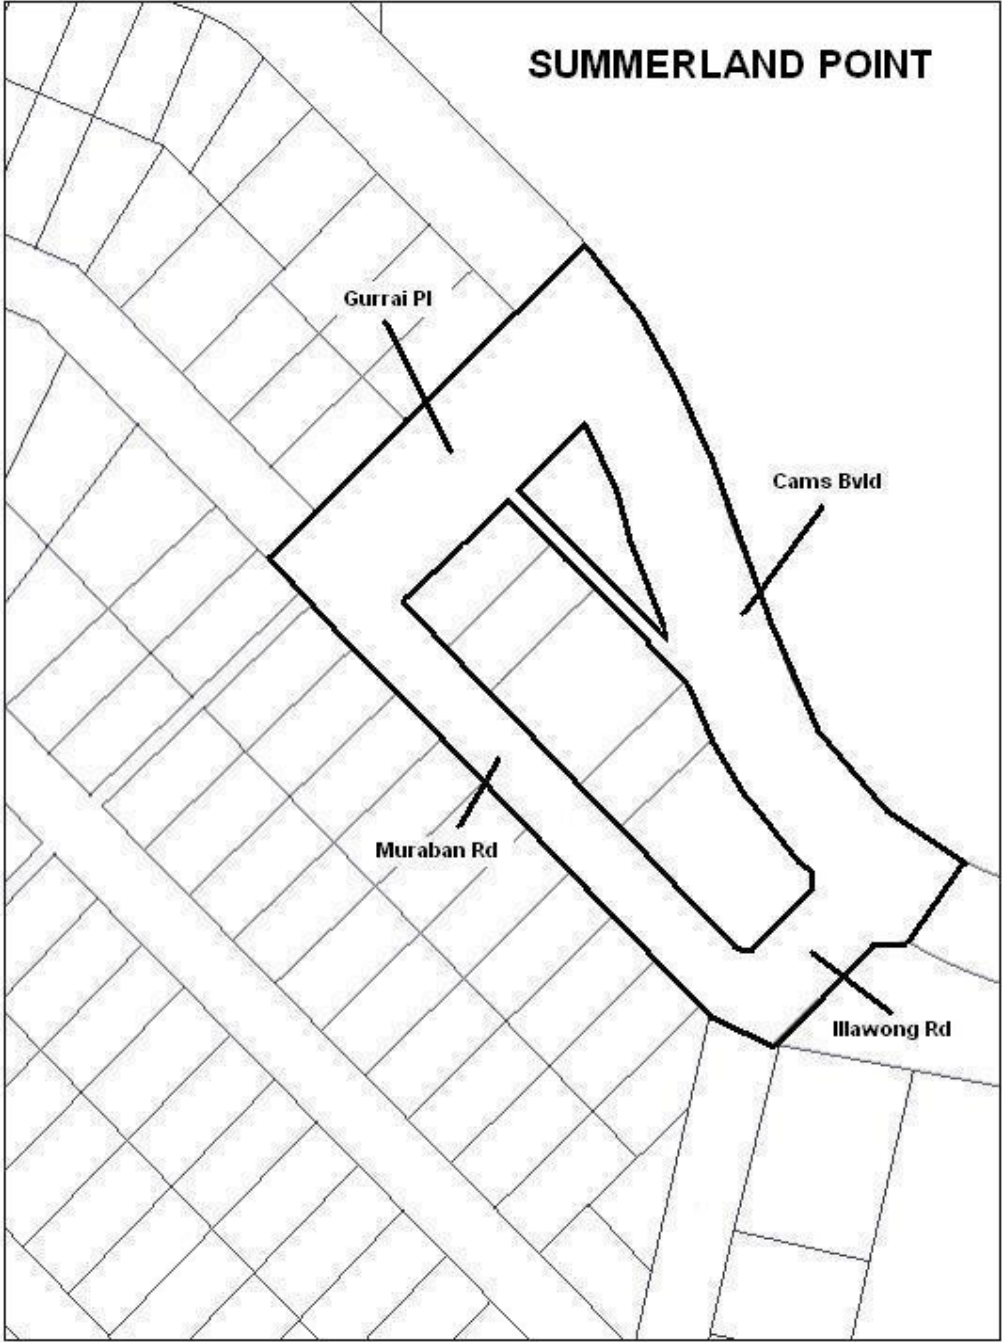 SUMMERLAND POINT
Gurrai Pl
Cams Bvld
Muraban Rd
Illawong Rd